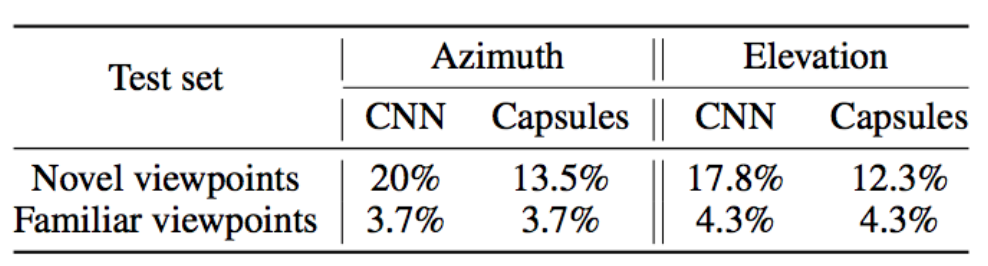 Test set Azimuth Elevation
CNN Capsules CNN Capsules
Novel viewpoints 20% 13.5% 17.8% 12.3%
Familiar viewpoints 3.7% 3.7% 4.3% 4.3%